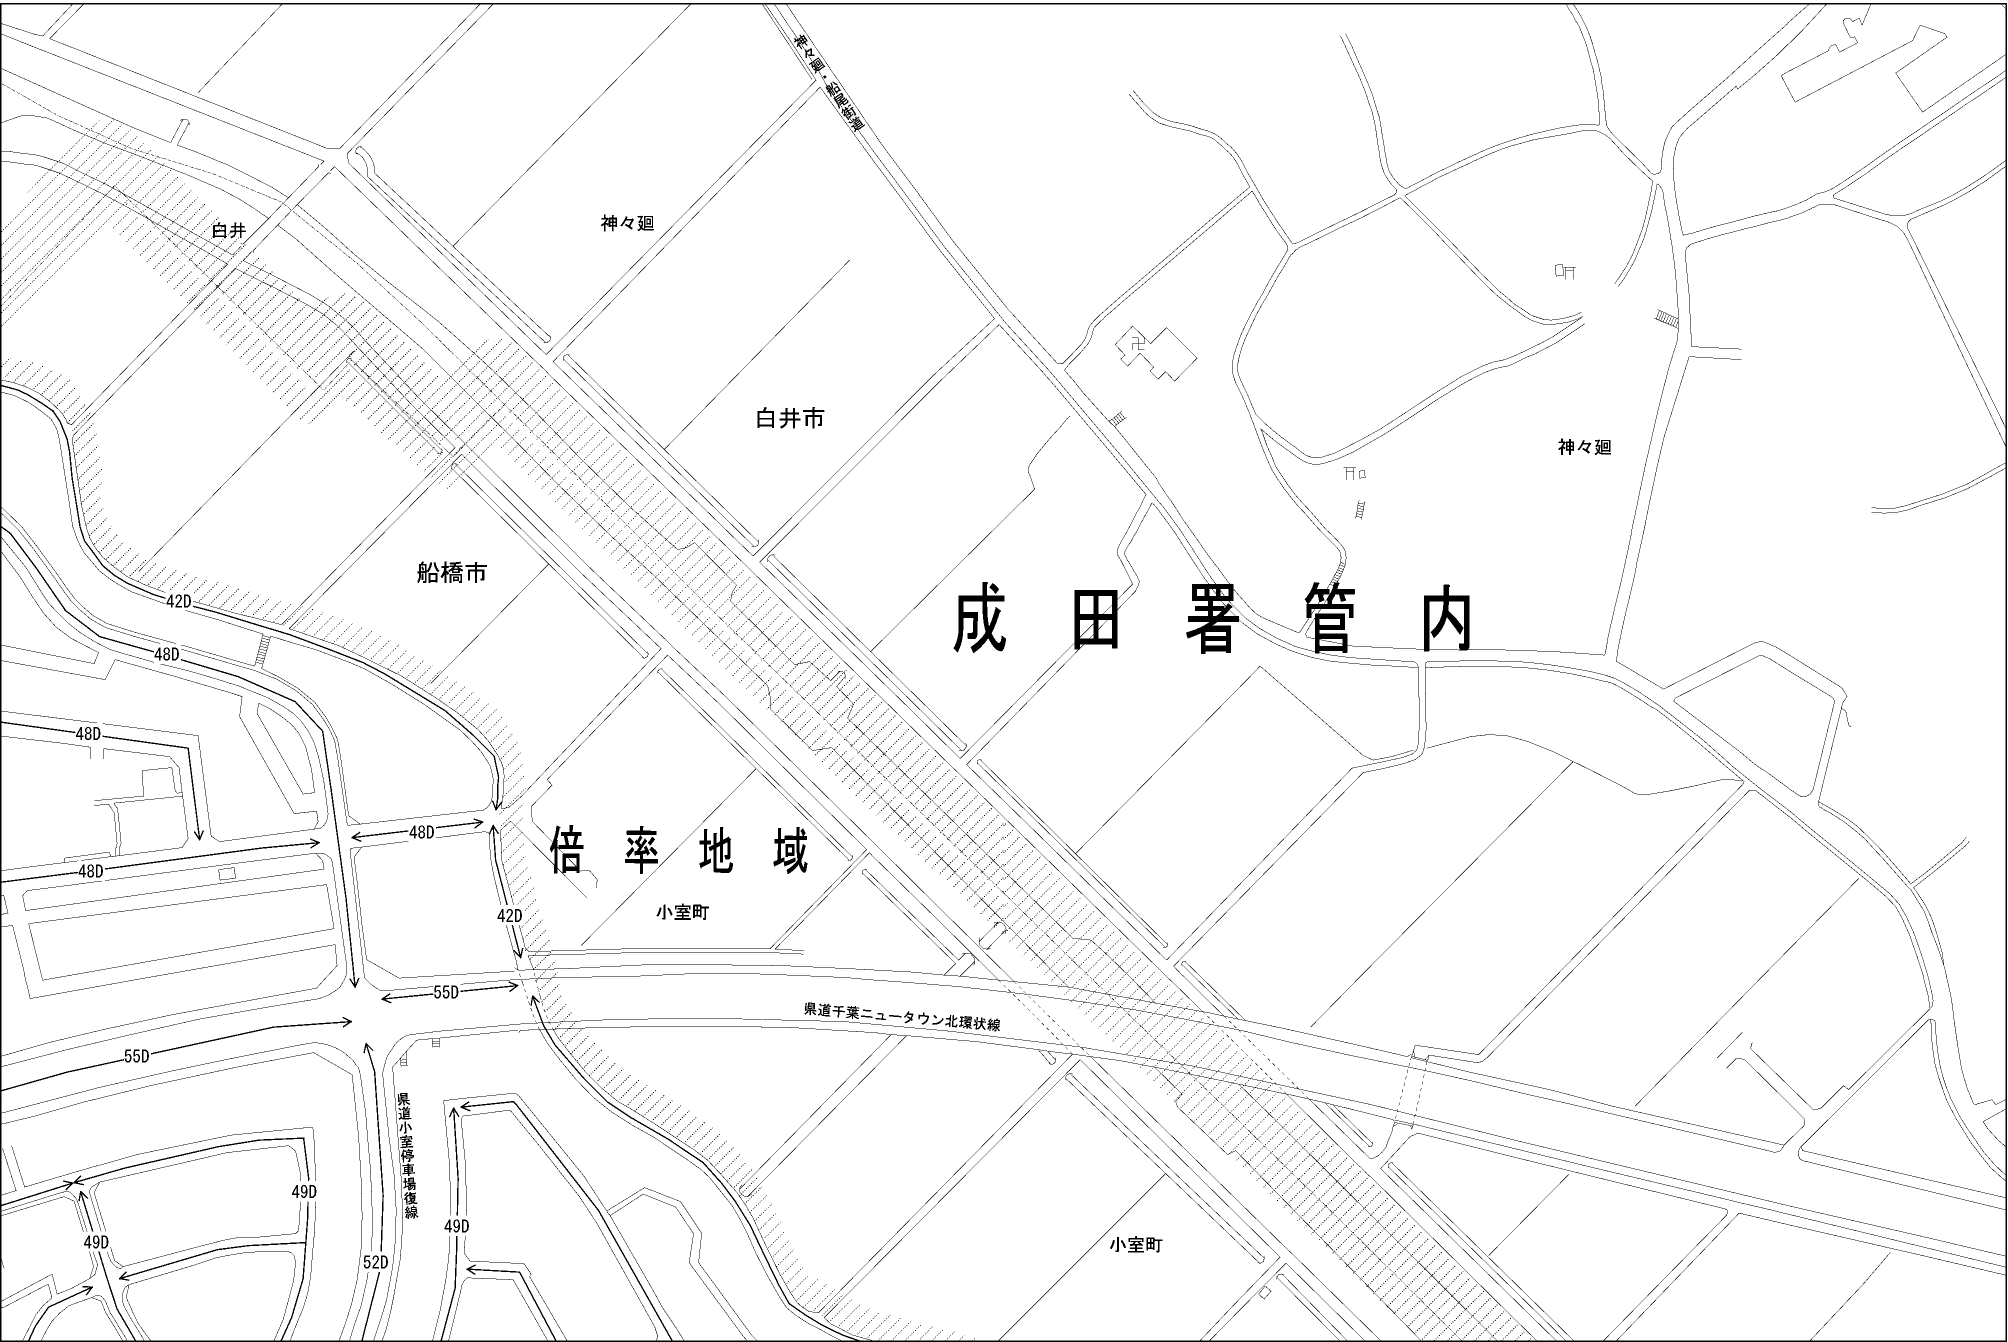 神々廻・船尾街道
白井
神々廻
白井市
神々廻
船橋市
42D
成田署管内
48D
48D
48D
倍率地域
48D
小室町
42D
55D
県道千葉ニュータウン北環状線
55D
県道小室停車場復線
49D
49D
49D
52D
小室町